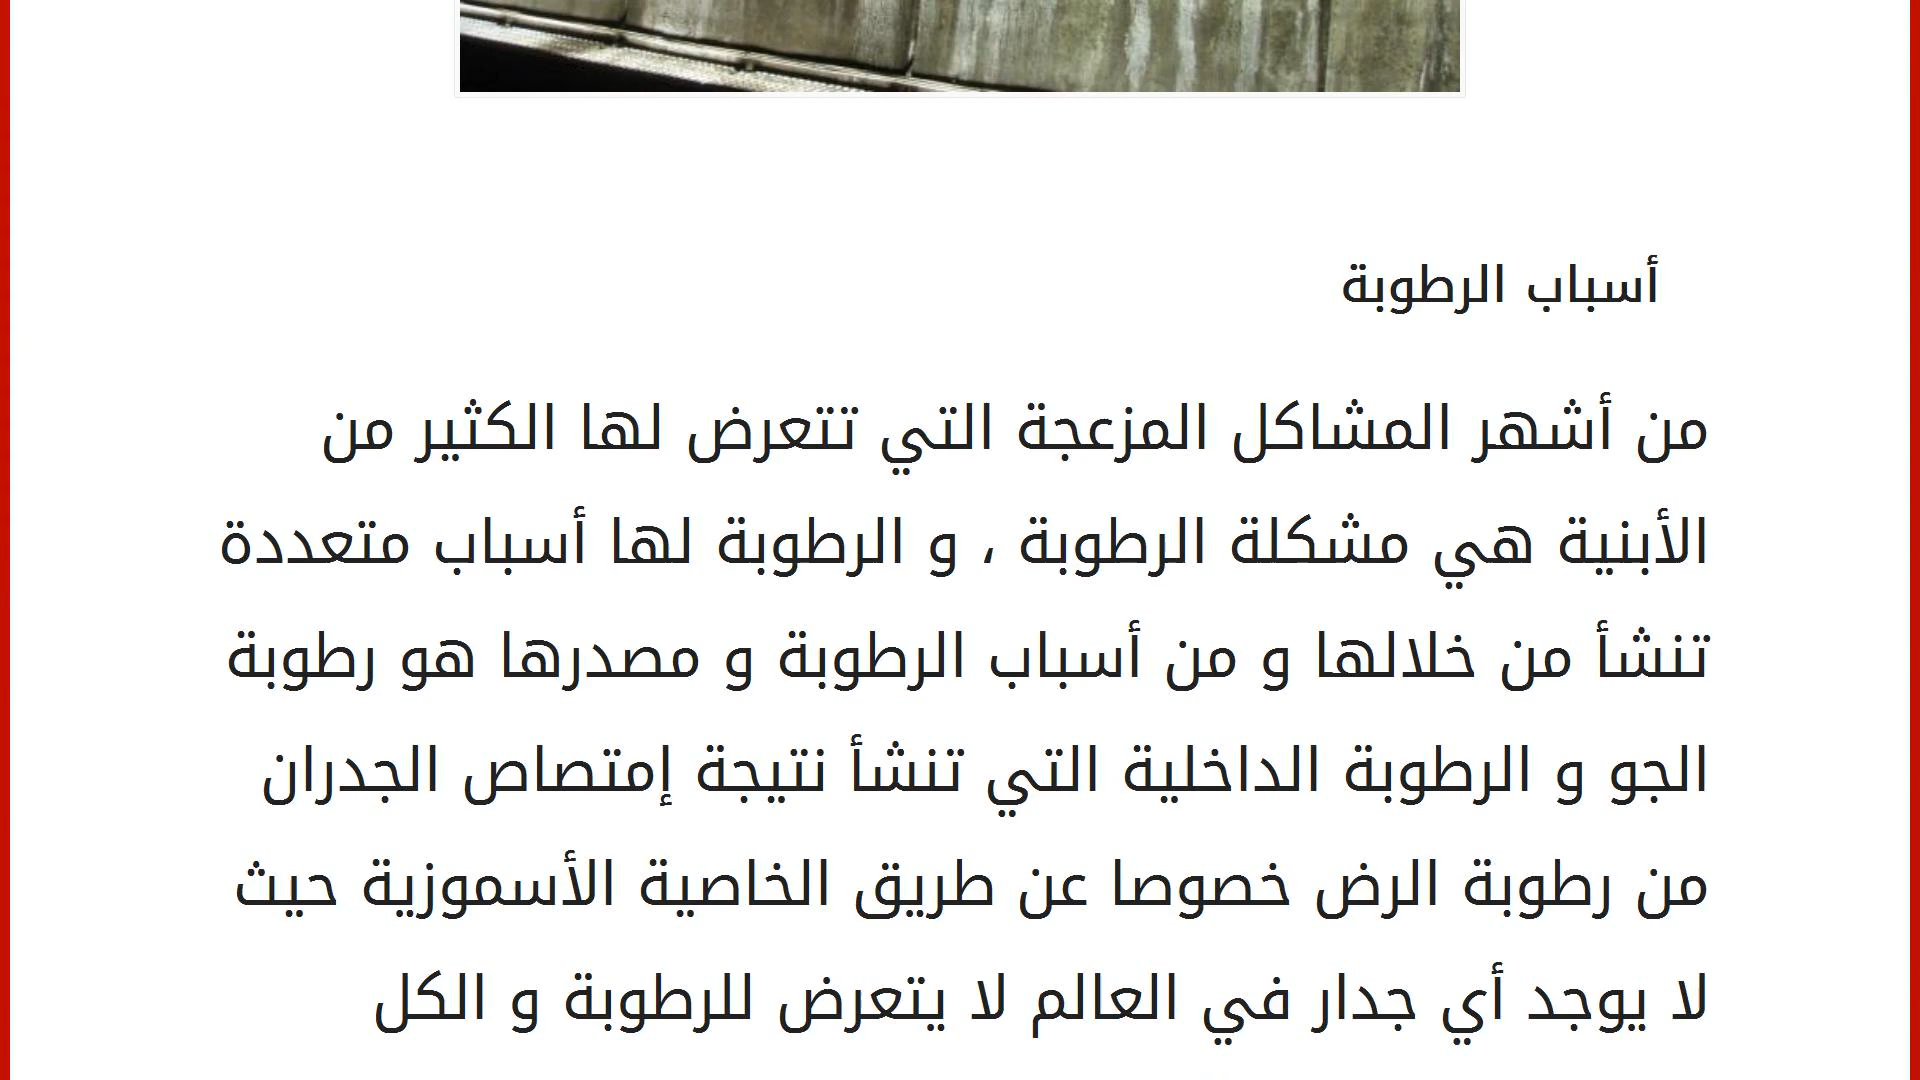 أسباب الرطوبة
من أشهر المشاكل المزعجة التي تتعرض لها الكثير من
الأبنية هي مشكلة الرطوبة ، و الرطوبة لها أسباب متعددة
تنشأ من خلالها و من أسباب الرطوبة و مصدرها هو رطوبة
الجو و الرطوبة الداخلية التي تنشأ نتيجة إمتصاص الجدران
من رطوبة الرض خصوصا عن طريق الخاصية الأسموزية حيث
لا يوجد أي جدار في العالم لا يتعرض للرطوبة و الكل